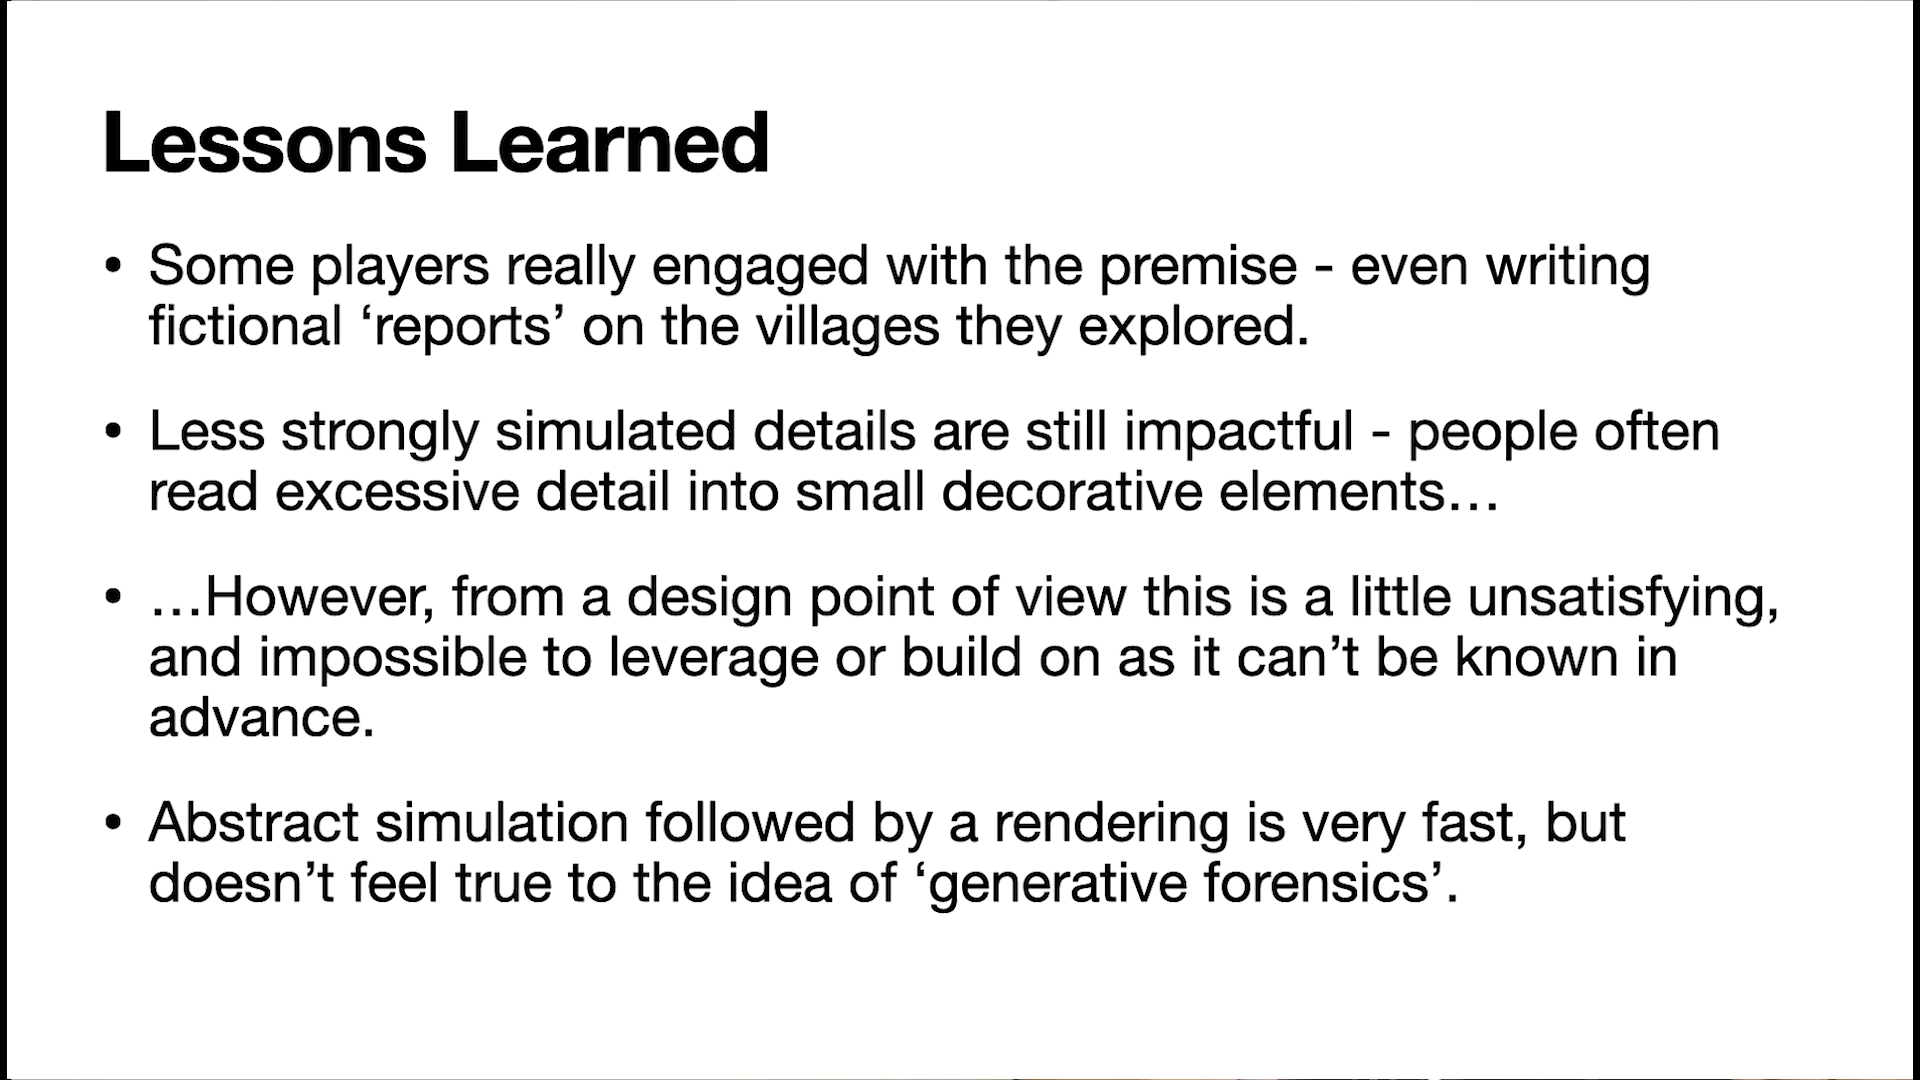 Lessons Learned
• Some players really engaged with the premise - even writing
fictional ‘reports’ on the villages they explored.
• Less strongly simulated details are still impactful - people often
read excessive detail into small decorative elements…
• …However, from a design point of view this is a little unsatisfying,
and impossible to leverage or build on as it can’t be known in
advance.
• Abstract simulation followed by a rendering is very fast, but
doesn’t feel true to the idea of ‘generative forensics’.